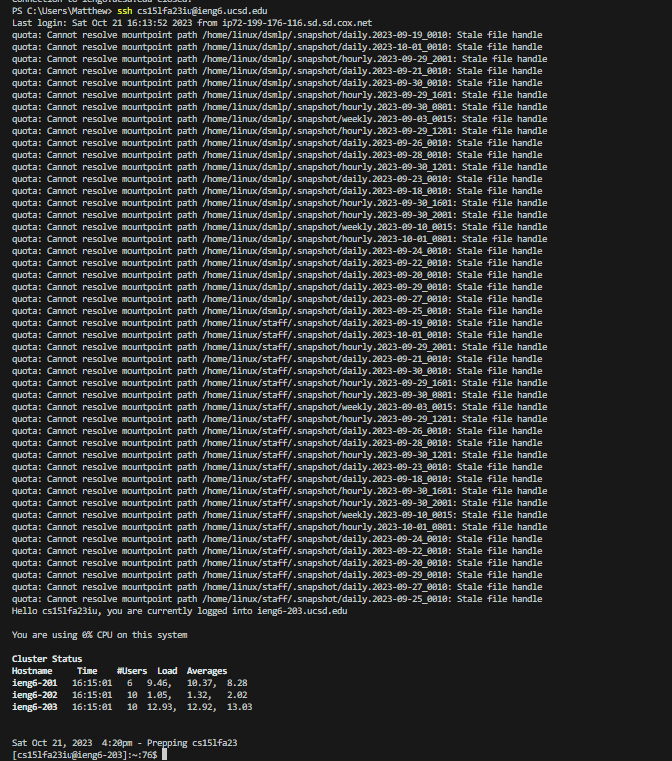 Connection to ieng6.ucsd.edu closed.
PS C:\Users\Matthew> ssh cs15lfa23iu@ieng6.ucsd.edu
Last login: Sat Oct 21 16:13:52 2023 from ip72-199-176-116.sd.sd.cox.net
quota: Cannot resolve mountpoint path /home/linux/dsmlp/.snapshot/daily.2023-09-19_0010: Stale file handle
quota: Cannot resolve mountpoint path /home/linux/dsmlp/.snapshot/daily.2023-10-01_0010: Stale file handle
quota: Cannot resolve mountpoint path /home/linux/dsmlp/.snapshot/hourly.2023-09-29_2001: Stale file handle
quota: Cannot resolve mountpoint path /home/linux/dsmlp/.snapshot/daily.2023-09-21_0010: Stale file handle
quota: Cannot resolve mountpoint path /home/linux/dsmlp/.snapshot/daily.2023-09-30_0010: Stale file handle
quota: Cannot resolve mountpoint path /home/linux/dsmlp/.snapshot/hourly.2023-09-29_1601: Stale file handle
quota: Cannot resolve mountpoint path /home/linux/dsmlp/.snapshot/hourly.2023-09-30_0801: Stale file handle
quota: Cannot resolve mountpoint path /home/linux/dsmlp/.snapshot/weekly.2023-09-03_0015: Stale file handle
quota: Cannot resolve mountpoint path /home/linux/dsmlp/.snapshot/hourly.2023-09-29_1201: Stale file handle
quota: Cannot resolve mountpoint path /home/linux/dsmlp/.snapshot/daily.2023-09-26_0010: Stale file handle
quota: Cannot resolve mountpoint path /home/linux/dsmlp/.snapshot/daily.2023-09-28_0010: Stale file handle
quota: Cannot resolve mountpoint path /home/linux/dsmlp/.snapshot/hourly.2023-09-30_1201: Stale file handle
quota: Cannot resolve mountpoint path /home/linux/dsmlp/.snapshot/daily.2023-09-23_0010: Stale file handle
quota: Cannot resolve mountpoint path /home/linux/dsmlp/.snapshot/daily.2023-09-18_0010: Stale file handle
quota: Cannot resolve mountpoint path /home/linux/dsmlp/.snapshot/hourly.2023-09-30_1601: Stale file handle
quota: Cannot resolve mountpoint path /home/linux/dsmlp/.snapshot/hourly.2023-09-30_2001: Stale file handle
quota: Cannot resolve mountpoint path /home/linux/dsmlp/.snapshot/weekly.2023-09-10_0015: Stale file handle
quota: Cannot resolve mountpoint path /home/linux/dsmlp/.snapshot/hourly.2023-10-01_0801: Stale file handle
quota: Cannot resolve mountpoint path /home/linux/dsmlp/.snapshot/daily.2023-09-24_0010: Stale file handle
quota: Cannot resolve mountpoint path /home/linux/dsmlp/.snapshot/daily.2023-09-22_0010: Stale file handle
quota: Cannot resolve mountpoint path /home/linux/dsmlp/.snapshot/daily.2023-09-20_0010: Stale file handle
quota: Cannot resolve mountpoint path /home/linux/dsmlp/.snapshot/daily.2023-09-29_0010: Stale file handle
quota: Cannot resolve mountpoint path /home/linux/dsmlp/.snapshot/daily.2023-09-27_0010: Stale file handle
quota: Cannot resolve mountpoint path /home/linux/dsmlp/.snapshot/daily.2023-09-25_0010: Stale file handle
quota: Cannot resolve mountpoint path /home/linux/staff/.snapshot/daily.2023-09-19_0010: Stale file handle
quota: Cannot resolve mountpoint path /home/linux/staff/.snapshot/daily.2023-10-01_0010: Stale file handle
quota: Cannot resolve mountpoint path /home/linux/staff/.snapshot/hourly.2023-09-29_2001: Stale file handle
quota: Cannot resolve mountpoint path /home/linux/staff/.snapshot/daily.2023-09-21_0010: Stale file handle
quota: Cannot resolve mountpoint path /home/linux/staff/.snapshot/daily.2023-09-30_0010: Stale file handle
quota: Cannot resolve mountpoint path /home/linux/staff/.snapshot/hourly.2023-09-29_1601: Stale file handle
quota: Cannot resolve mountpoint path /home/linux/staff/.snapshot/hourly.2023-09-30_0801: Stale file handle
quota: Cannot resolve mountpoint path /home/linux/staff/.snapshot/weekly.2023-09-03_0015: Stale file handle
quota: Cannot resolve mountpoint path /home/linux/staff/.snapshot/hourly.2023-09-29_1201: Stale file handle
quota: Cannot resolve mountpoint path /home/linux/staff/.snapshot/daily.2023-09-26_0010: Stale file handle
quota: Cannot resolve mountpoint path /home/linux/staff/.snapshot/daily.2023-09-28_0010: Stale file handle
quota: Cannot resolve mountpoint path /home/linux/staff/.snapshot/hourly.2023-09-30_1201: Stale file handle
quota: Cannot resolve mountpoint path /home/linux/staff/.snapshot/daily.2023-09-23_0010: Stale file handle
quota: Cannot resolve mountpoint path /home/linux/staff/.snapshot/daily.2023-09-18_0010: Stale file handle
quota: Cannot resolve mountpoint path /home/linux/staff/.snapshot/hourly.2023-09-30_1601: Stale file handle
quota: Cannot resolve mountpoint path /home/linux/staff/.snapshot/hourly.2023-09-30_2001: Stale file handle
quota: Cannot resolve mountpoint path /home/linux/staff/.snapshot/weekly.2023-09-10_0015: Stale file handle
quota: Cannot resolve mountpoint path /home/linux/staff/.snapshot/hourly.2023-10-01_0801: Stale file handle
quota: Cannot resolve mountpoint path /home/linux/staff/.snapshot/daily.2023-09-24_0010: Stale file handle
quota: Cannot resolve mountpoint path /home/linux/staff/.snapshot/daily.2023-09-22_0010: Stale file handle
quota: Cannot resolve mountpoint path /home/linux/staff/.snapshot/daily.2023-09-20_0010: Stale file handle
quota: Cannot resolve mountpoint path /home/linux/staff/.snapshot/daily.2023-09-29_0010: Stale file handle
quota: Cannot resolve mountpoint path /home/linux/staff/.snapshot/daily.2023-09-27_0010: Stale file handle
quota: Cannot resolve mountpoint path /home/linux/staff/.snapshot/daily.2023-09-25_0010: Stale file handle
Hello cs15lfa23iu, you are currently logged into ieng6-203.ucsd.edu
You are using 0% CPU on this system
Cluster Status
Hostname Time #Users Load Averages
ieng6-201 16:15:01 6 9.46, 10.37, 8.28
ieng6-202 16:15:01 10 1.05, 1.32, 2.02
ieng6-203 16:15:01 10 12.93, 12.92, 13.03
Sat Oct 21, 2023 4:20pm - Prepping cs15lfa23
[cs15lfa23iu@ieng6-203]:~:76$